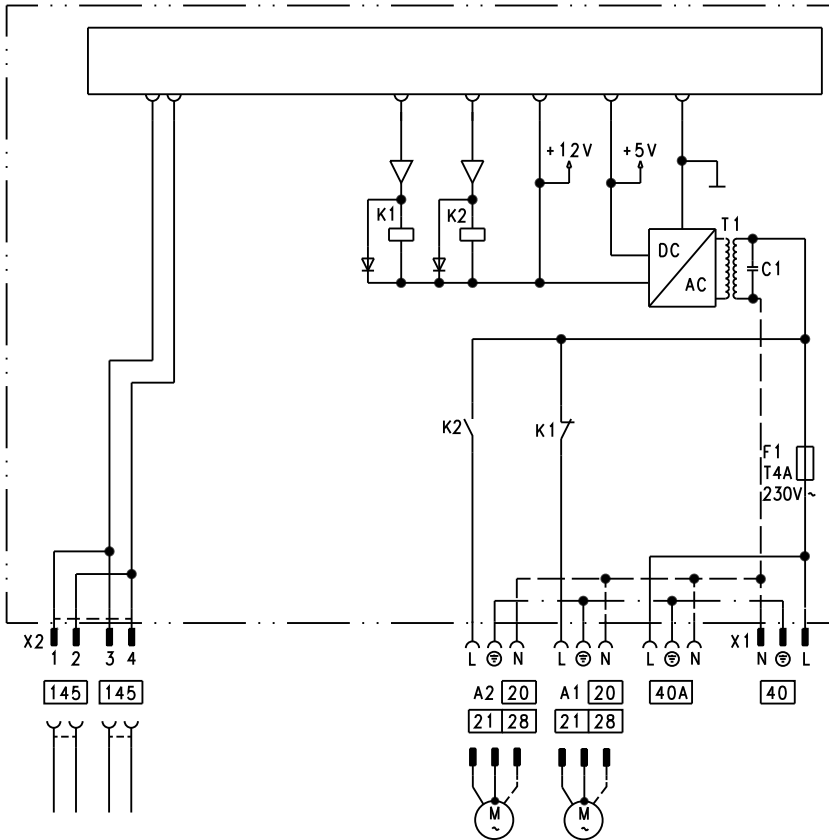 +12V +5V
K1 K2
T1
DC
AC
C1
K2 K1
F1
T4A
230V ~
X2 X1
1 2 3 4 L N L N L N N L
145 145 A2 20 A1 20 40A 40
21 28 21 28
M M
~ ~